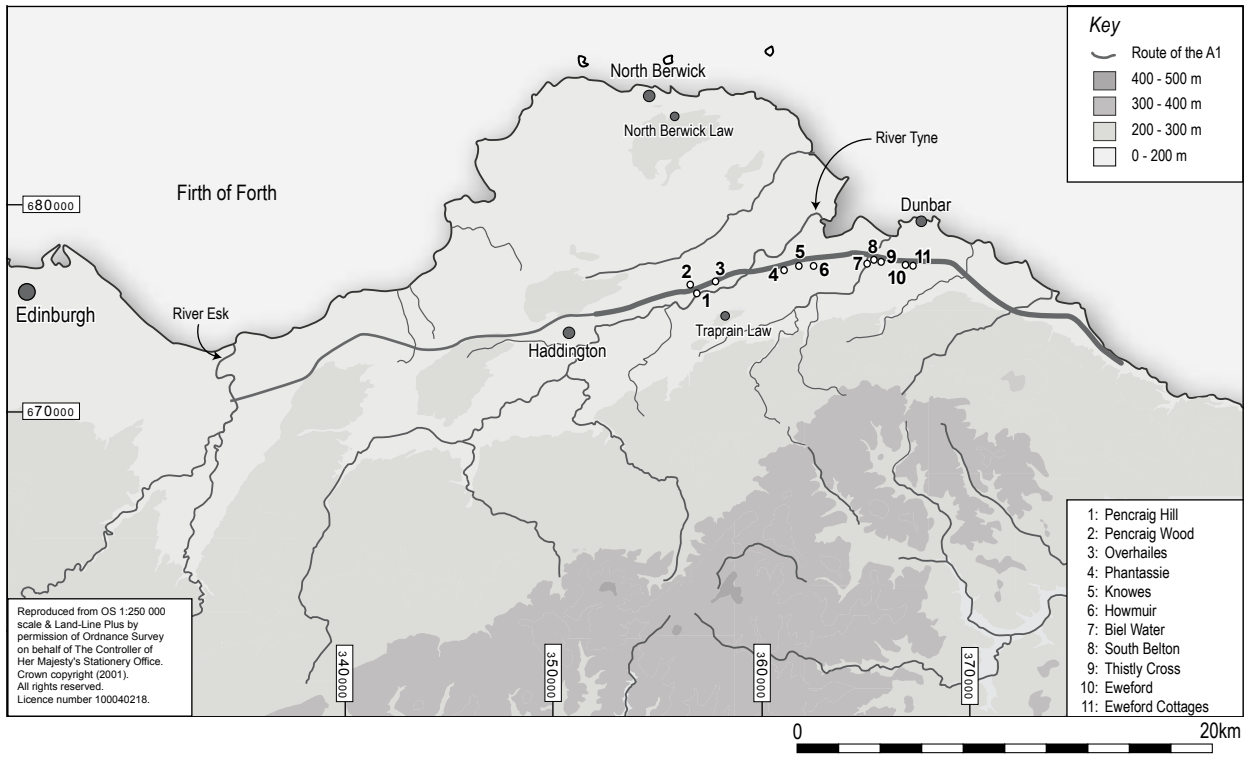 Key
Route of the A1
400 - 500 m
300 - 400 m
200 - 300 m
0 - 200 m
North Berwick
North Berwick Law
River Tyne
Firth of Forth
680000
Dunbar
Edinburgh
River Esk
1
2
3
4
5
6
7
8
9
10
11
Traprain Law
Haddington
670000
1: Pencraig Hill
2: Pencraig Wood
3: Overhailes
4: Phantassie
5: Knowes
6: Howmuir
7: Biel Water
8: South Belton
9: Thistly Cross
10: Eweford
11: Eweford Cottages
Reproduced from OS 1:250 000
scale & Land-Line Plus by
permission of Ordnance Survey
on behalf of The Controller of
Her Majesty's Stationery Office.
Crown copyright (2001).
All rights reserved.
Licence number 100040218.
340000
350000
360000
370000
0
20km